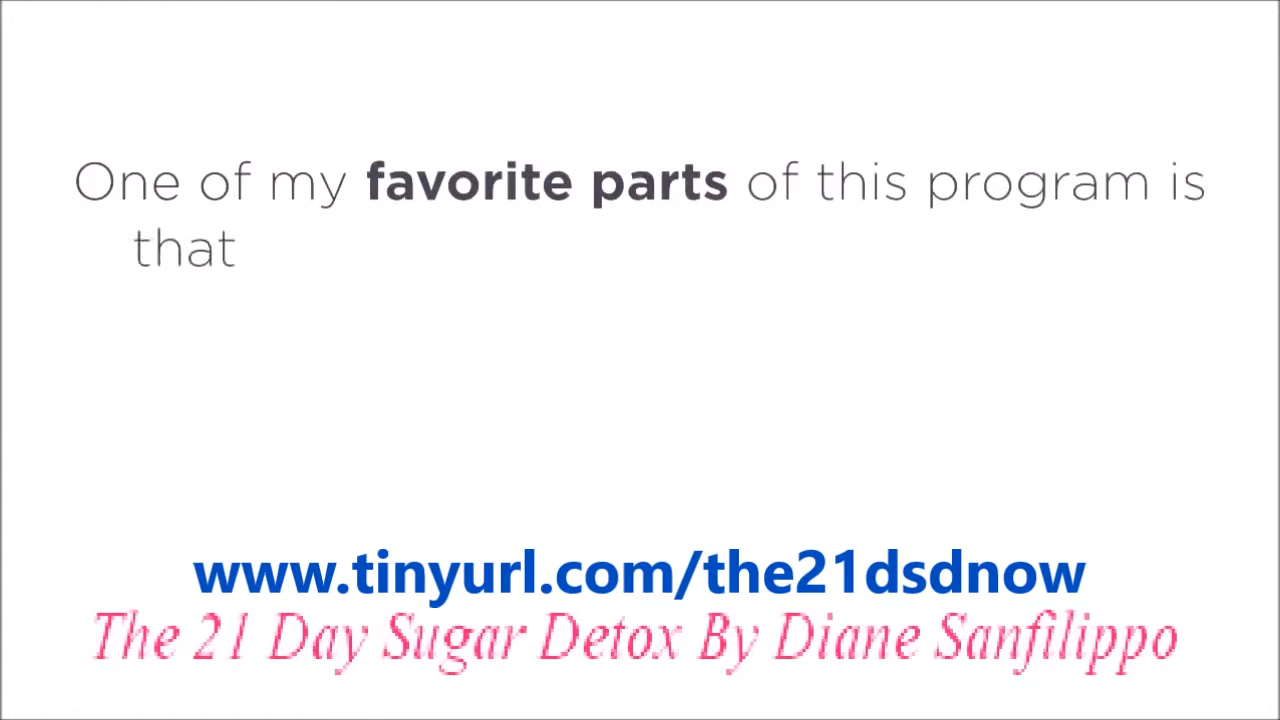 One of my favorite parts of this program is
that
www.tinyurl.com/the21dsdnow
The 21 Day Sugar Detox By Diane Sanfilippo